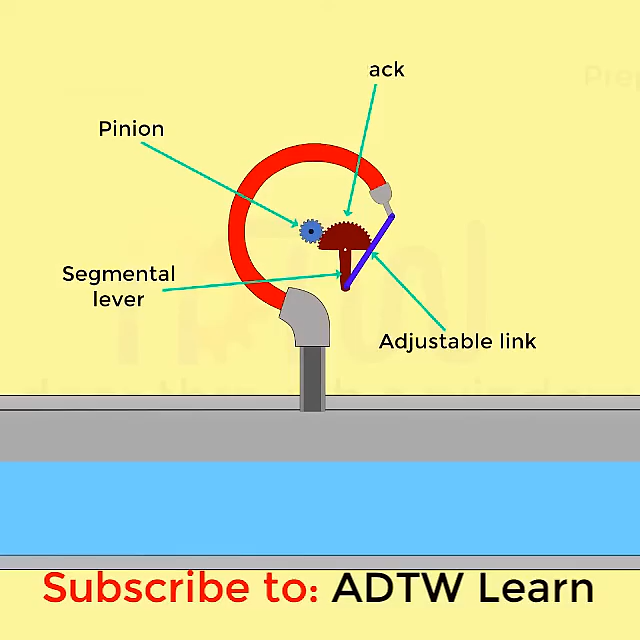 ack
Pinion
Segmental
lever
Adjustable link
Subscribe to: ADTW Learn